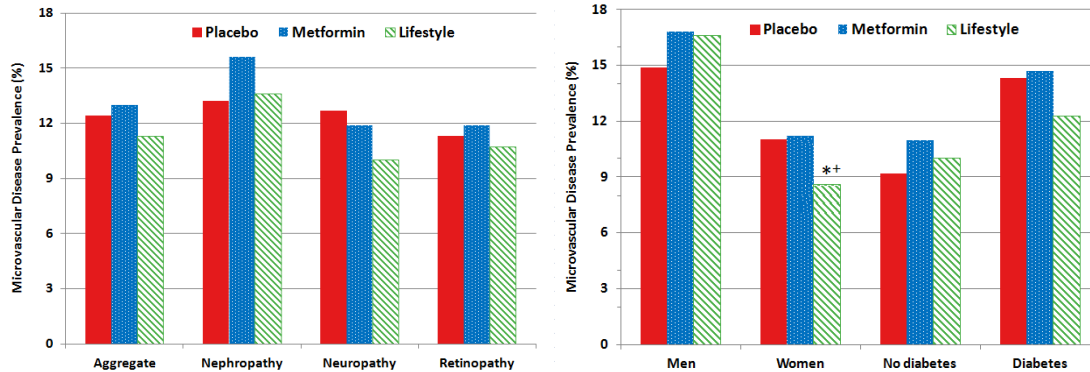 Microvascular Disease Prevalence (%)
18
15
12
9
6
3
0
Placebo Metformin Lifestyle
Aggregate Nephropathy Neuropathy Retinopathy
Microvascular Disease Prevalence (%)
18
15
12
9
6
3
0
Placebo Metformin Lifestyle
*+
Men Women No diabetes Diabetes